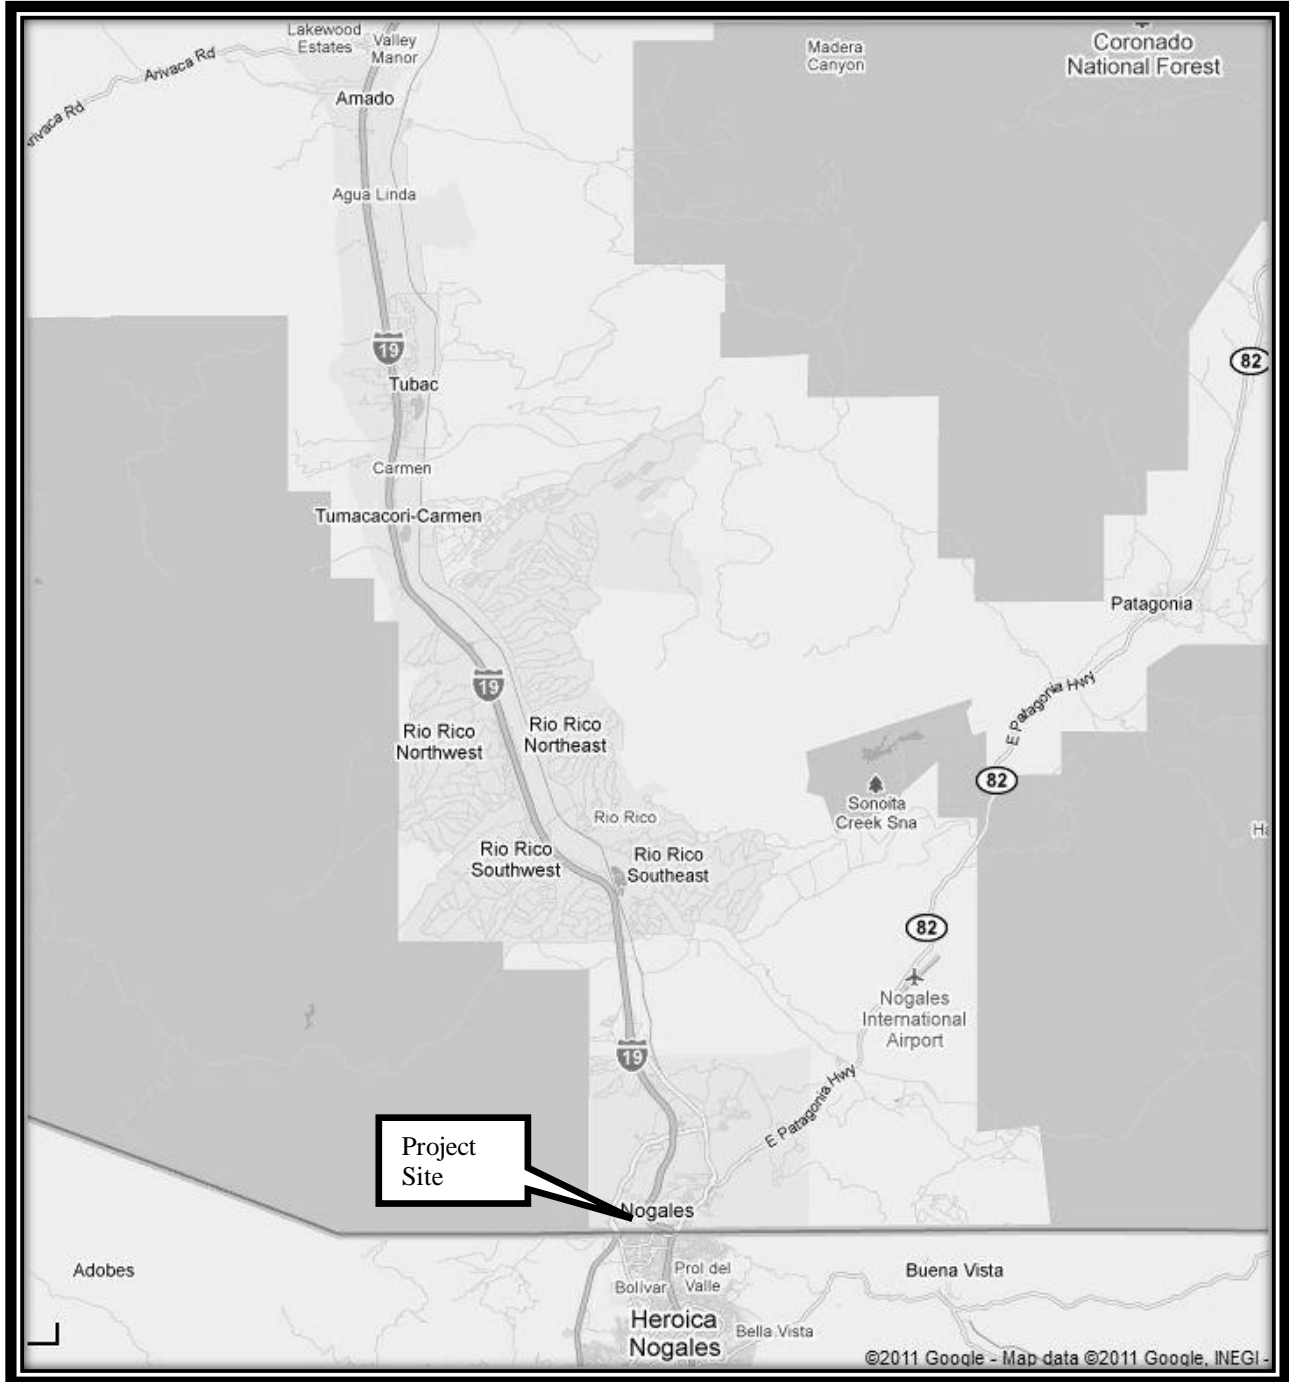 Lakewood
Estates
Valley
Manor
Madera
Canyon
Coronado
National Forest
Arivaca Rd
Amado
Agua Linda
19
82
Tubac
Carmen
Tumacacori-Carmen
Patagonia
19
E Patagonia Hwy
Rio Rico
Northwest
Rio Rico
Northeast
82
Sonoita
Creek Sna
Rio Rico
Rio Rico
Southwest
Rio Rico
Southeast
82
Nogales
International
Airport
19
E Patagonia Hwy
Project
Site
Nogales
Adobes
Prol del
Valle
Buena Vista
Bolívar
Heroica
Nogales
Bella Vista
©2011 Google - Map data ©2011 Google, INEGI -